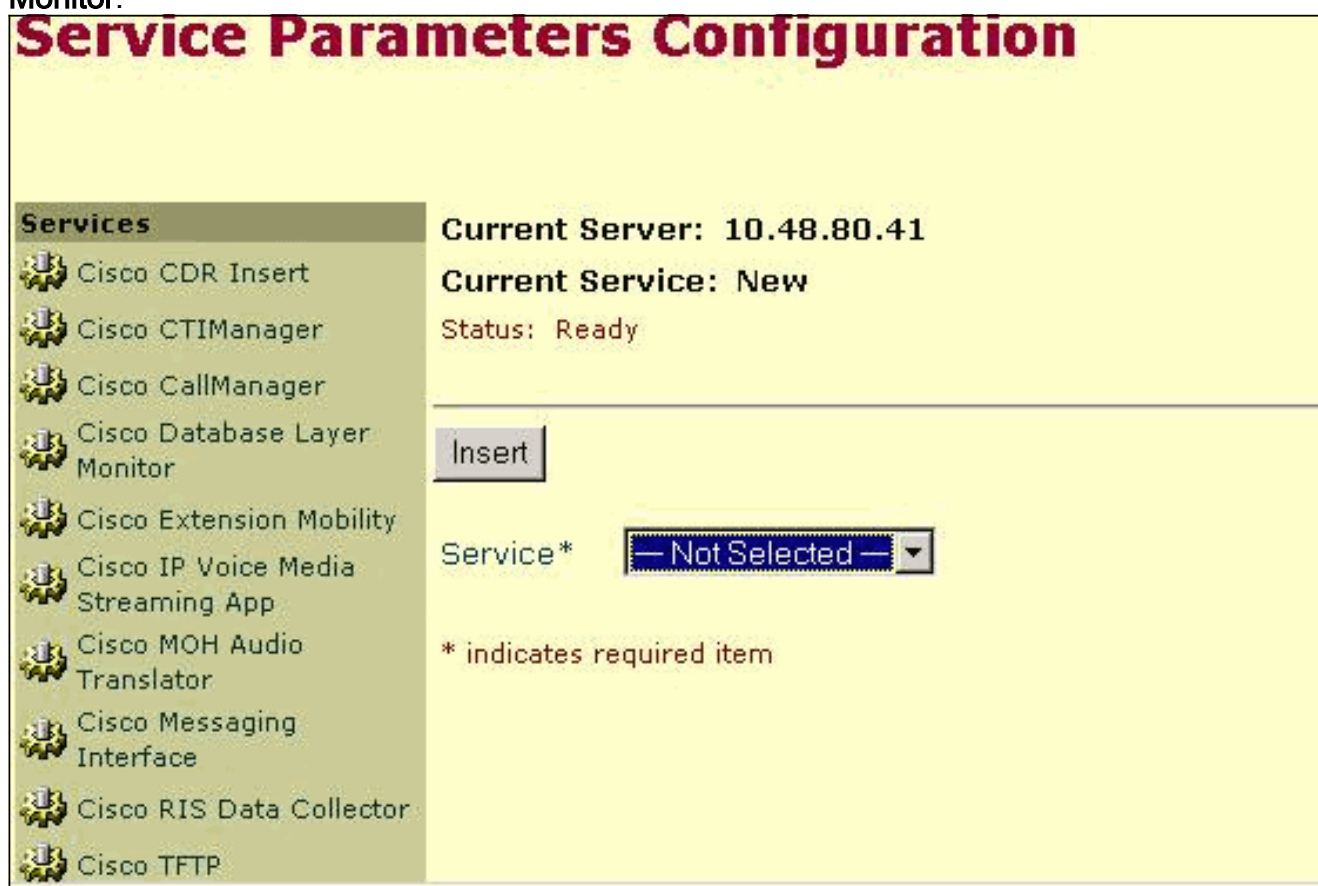 Monitor.
Service Parameters Configuration
Services
Cisco CDR Insert
Cisco CTIManager
Cisco CallManager
Cisco Database Layer
Monitor
Cisco Extension Mobility
Cisco IP Voice Media
Streaming App
Cisco MOH Audio
Translator
Cisco Messaging
Interface
Cisco RIS Data Collector
Cisco TFTP
Current Server: 10.48.80.41
Current Service: New
Status: Ready
Insert
Service* — Not Selected —
* indicates required item